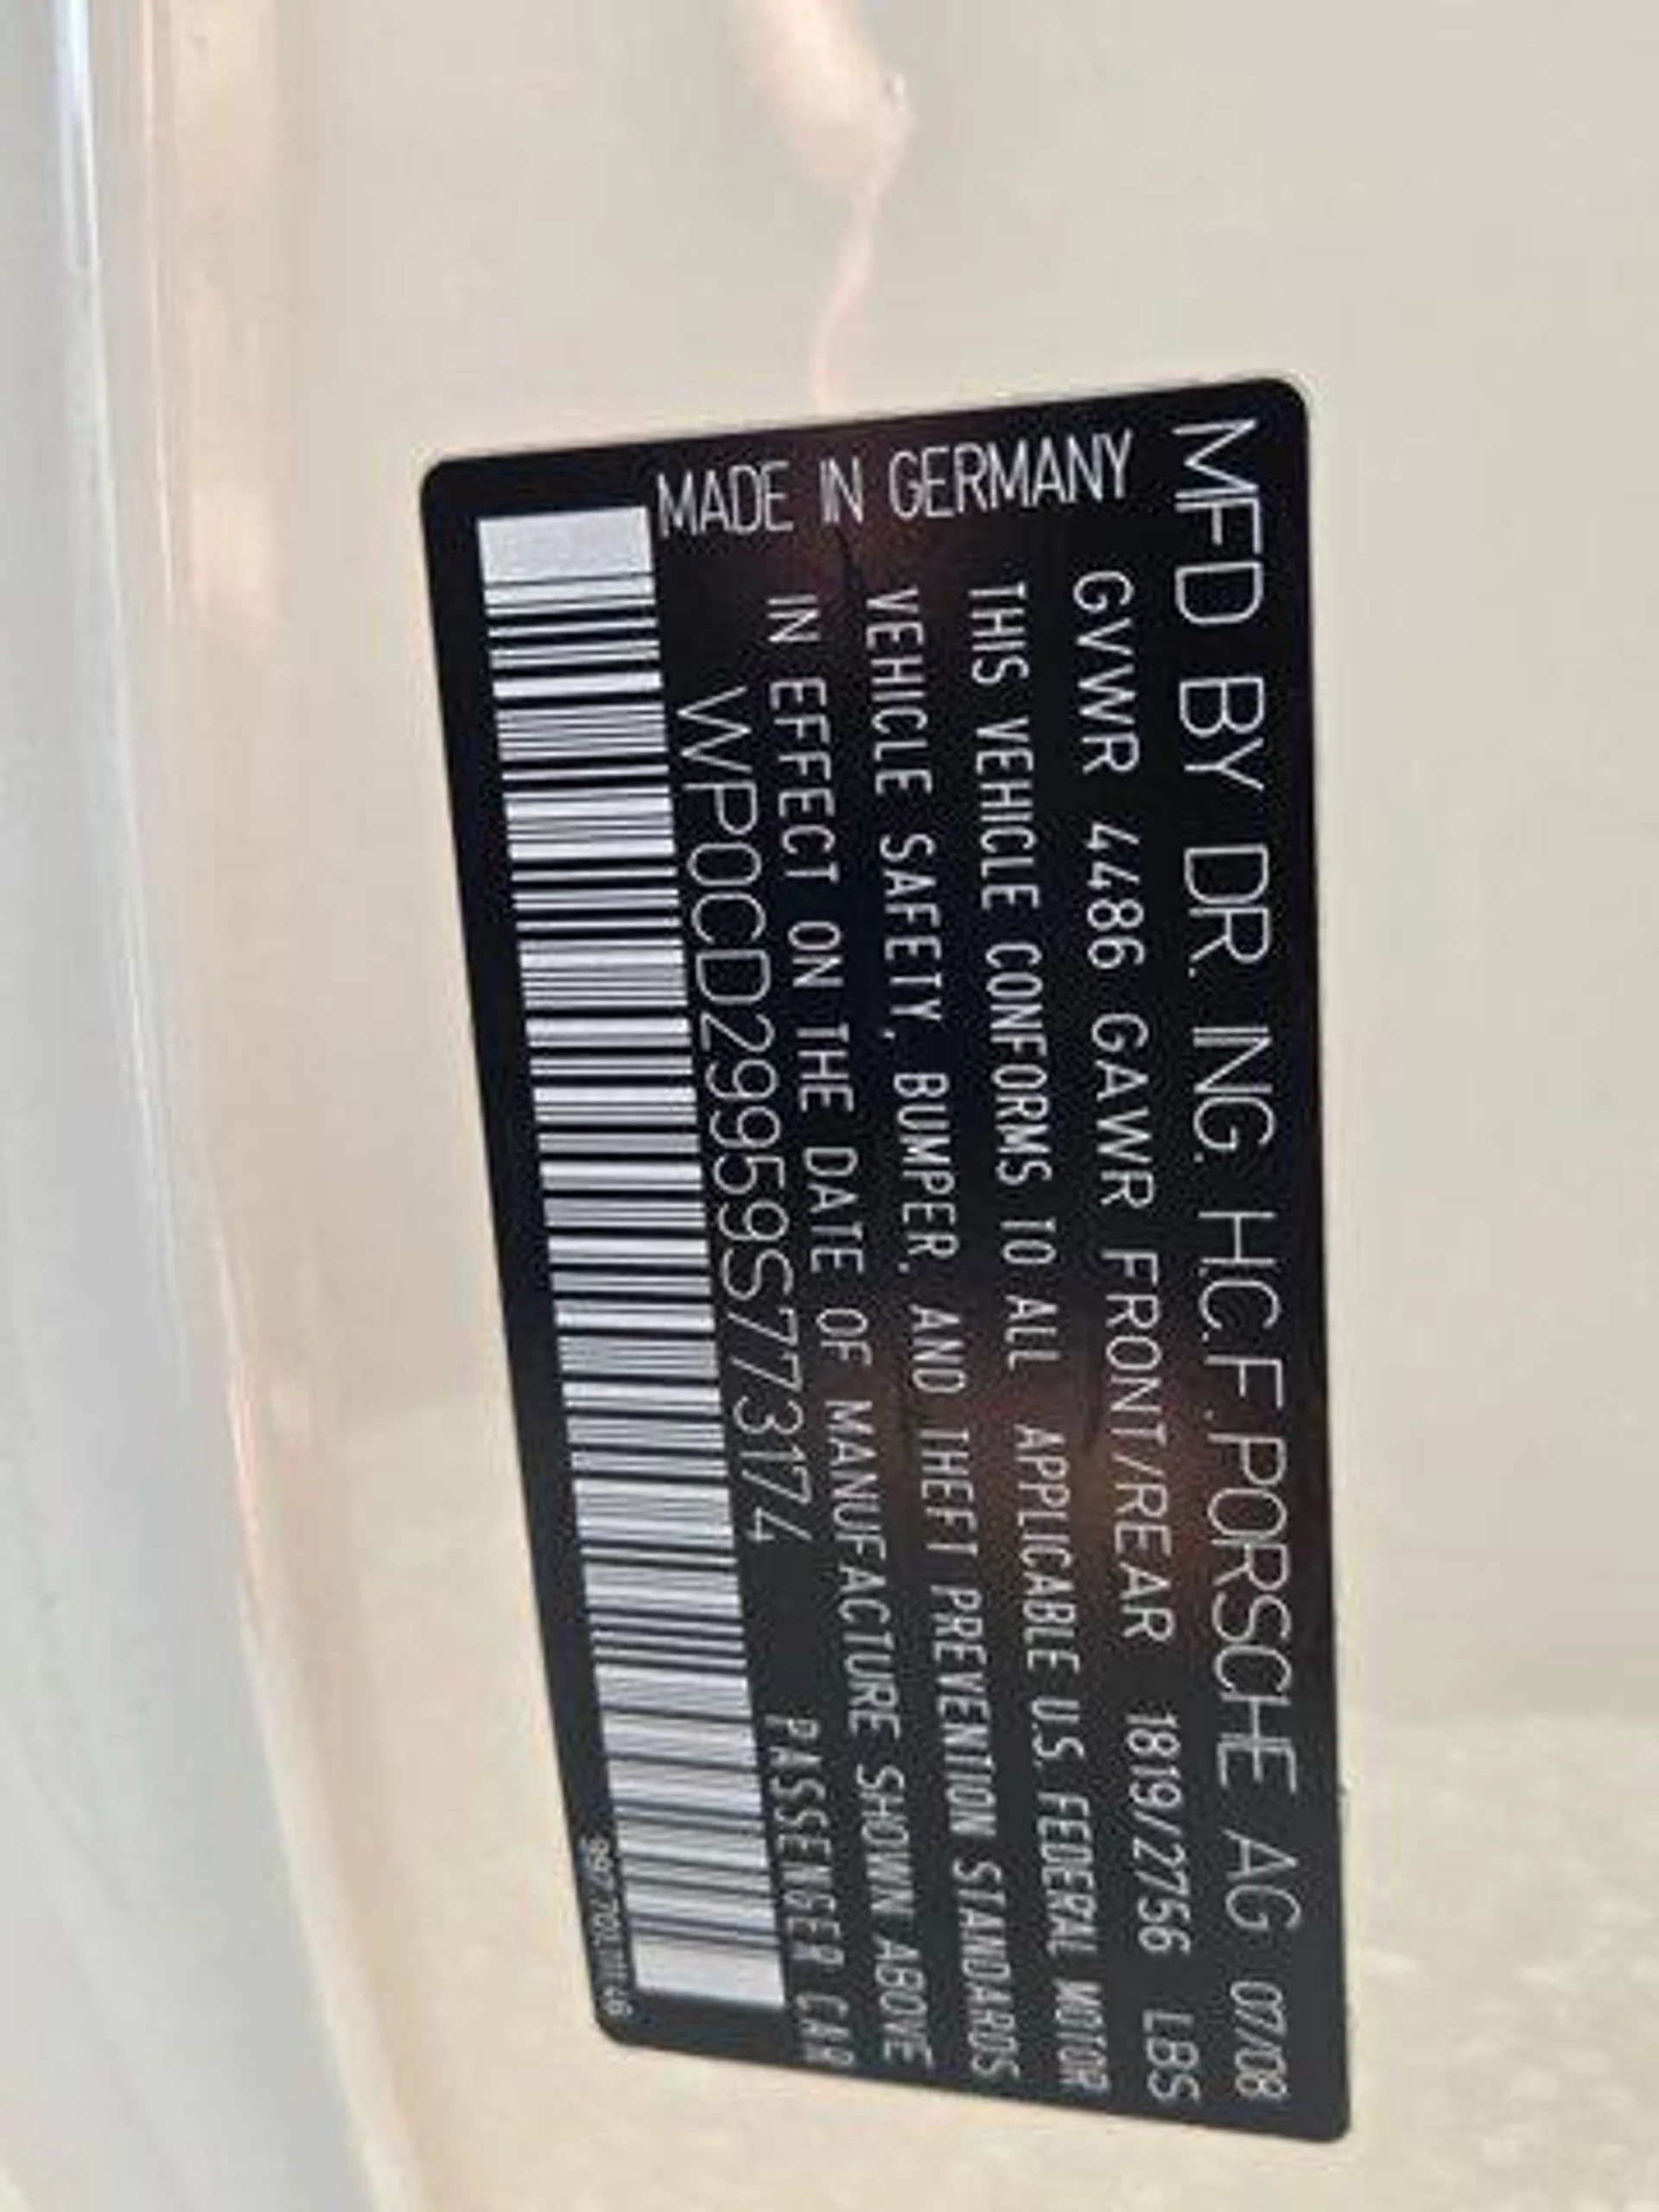 MFD BY DR. ING. H.C.F. PORSCHE AG 07/08
GVWR 4486 GAWR FRONT/REAR 1819/2756 LBS
THIS VEHICLE CONFORMS TO ALL APPLICABLE U.S. FEDERAL MOTOR
VEHICLE SAFETY, BUMPER, AND THEFT PREVENTION STANDARDS
IN EFFECT ON THE DATE OF MANUFACTURE SHOWN ABOVE
WP0CD29959S773174 PASSENGER CAR
MADE IN GERMANY